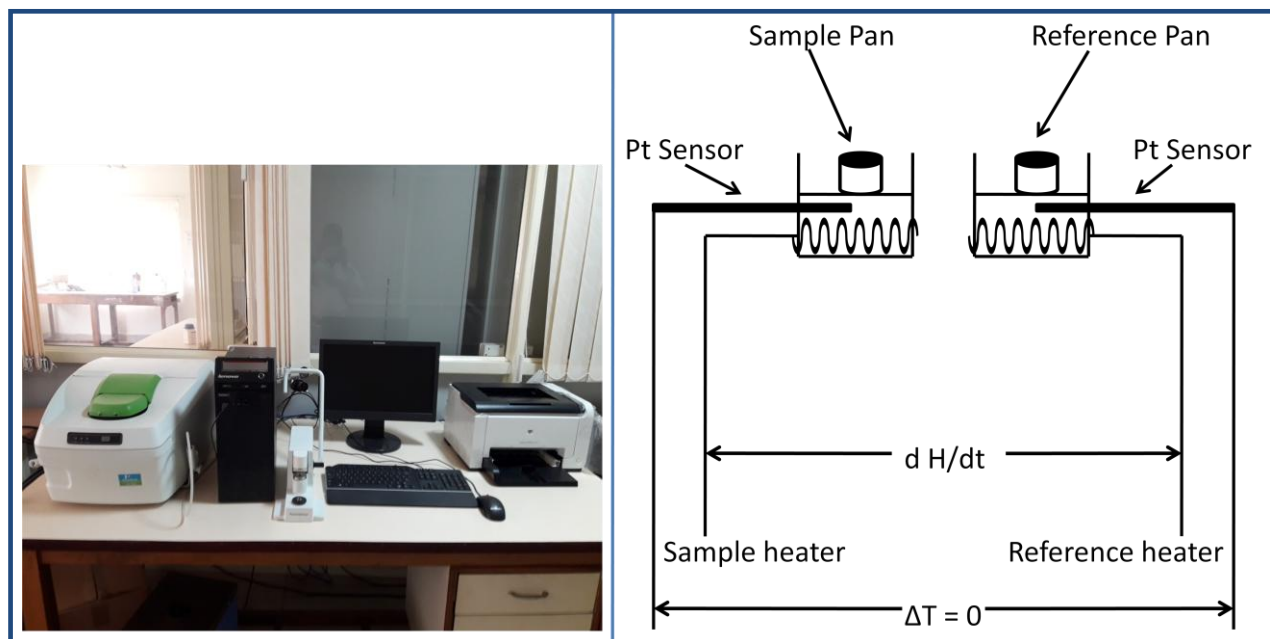 Sample Pan
Reference Pan
Pt Sensor
Pt Sensor
d H/dt
Sample heater
Reference heater
ΔT = 0